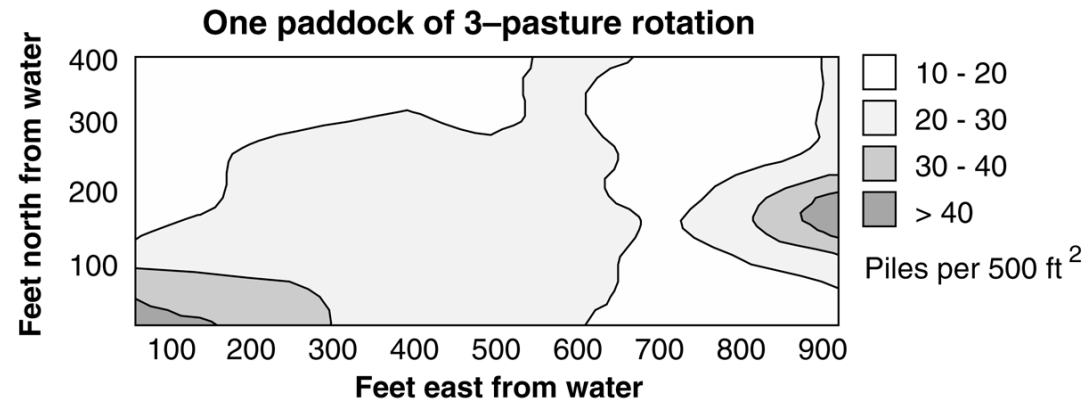 One paddock of 3–pasture rotation
Feet north from water
400
300
200
100
100 200 300 400 500 600 700 800 900
Feet east from water
10 - 20
20 - 30
30 - 40
> 40
Piles per 500 ft 2